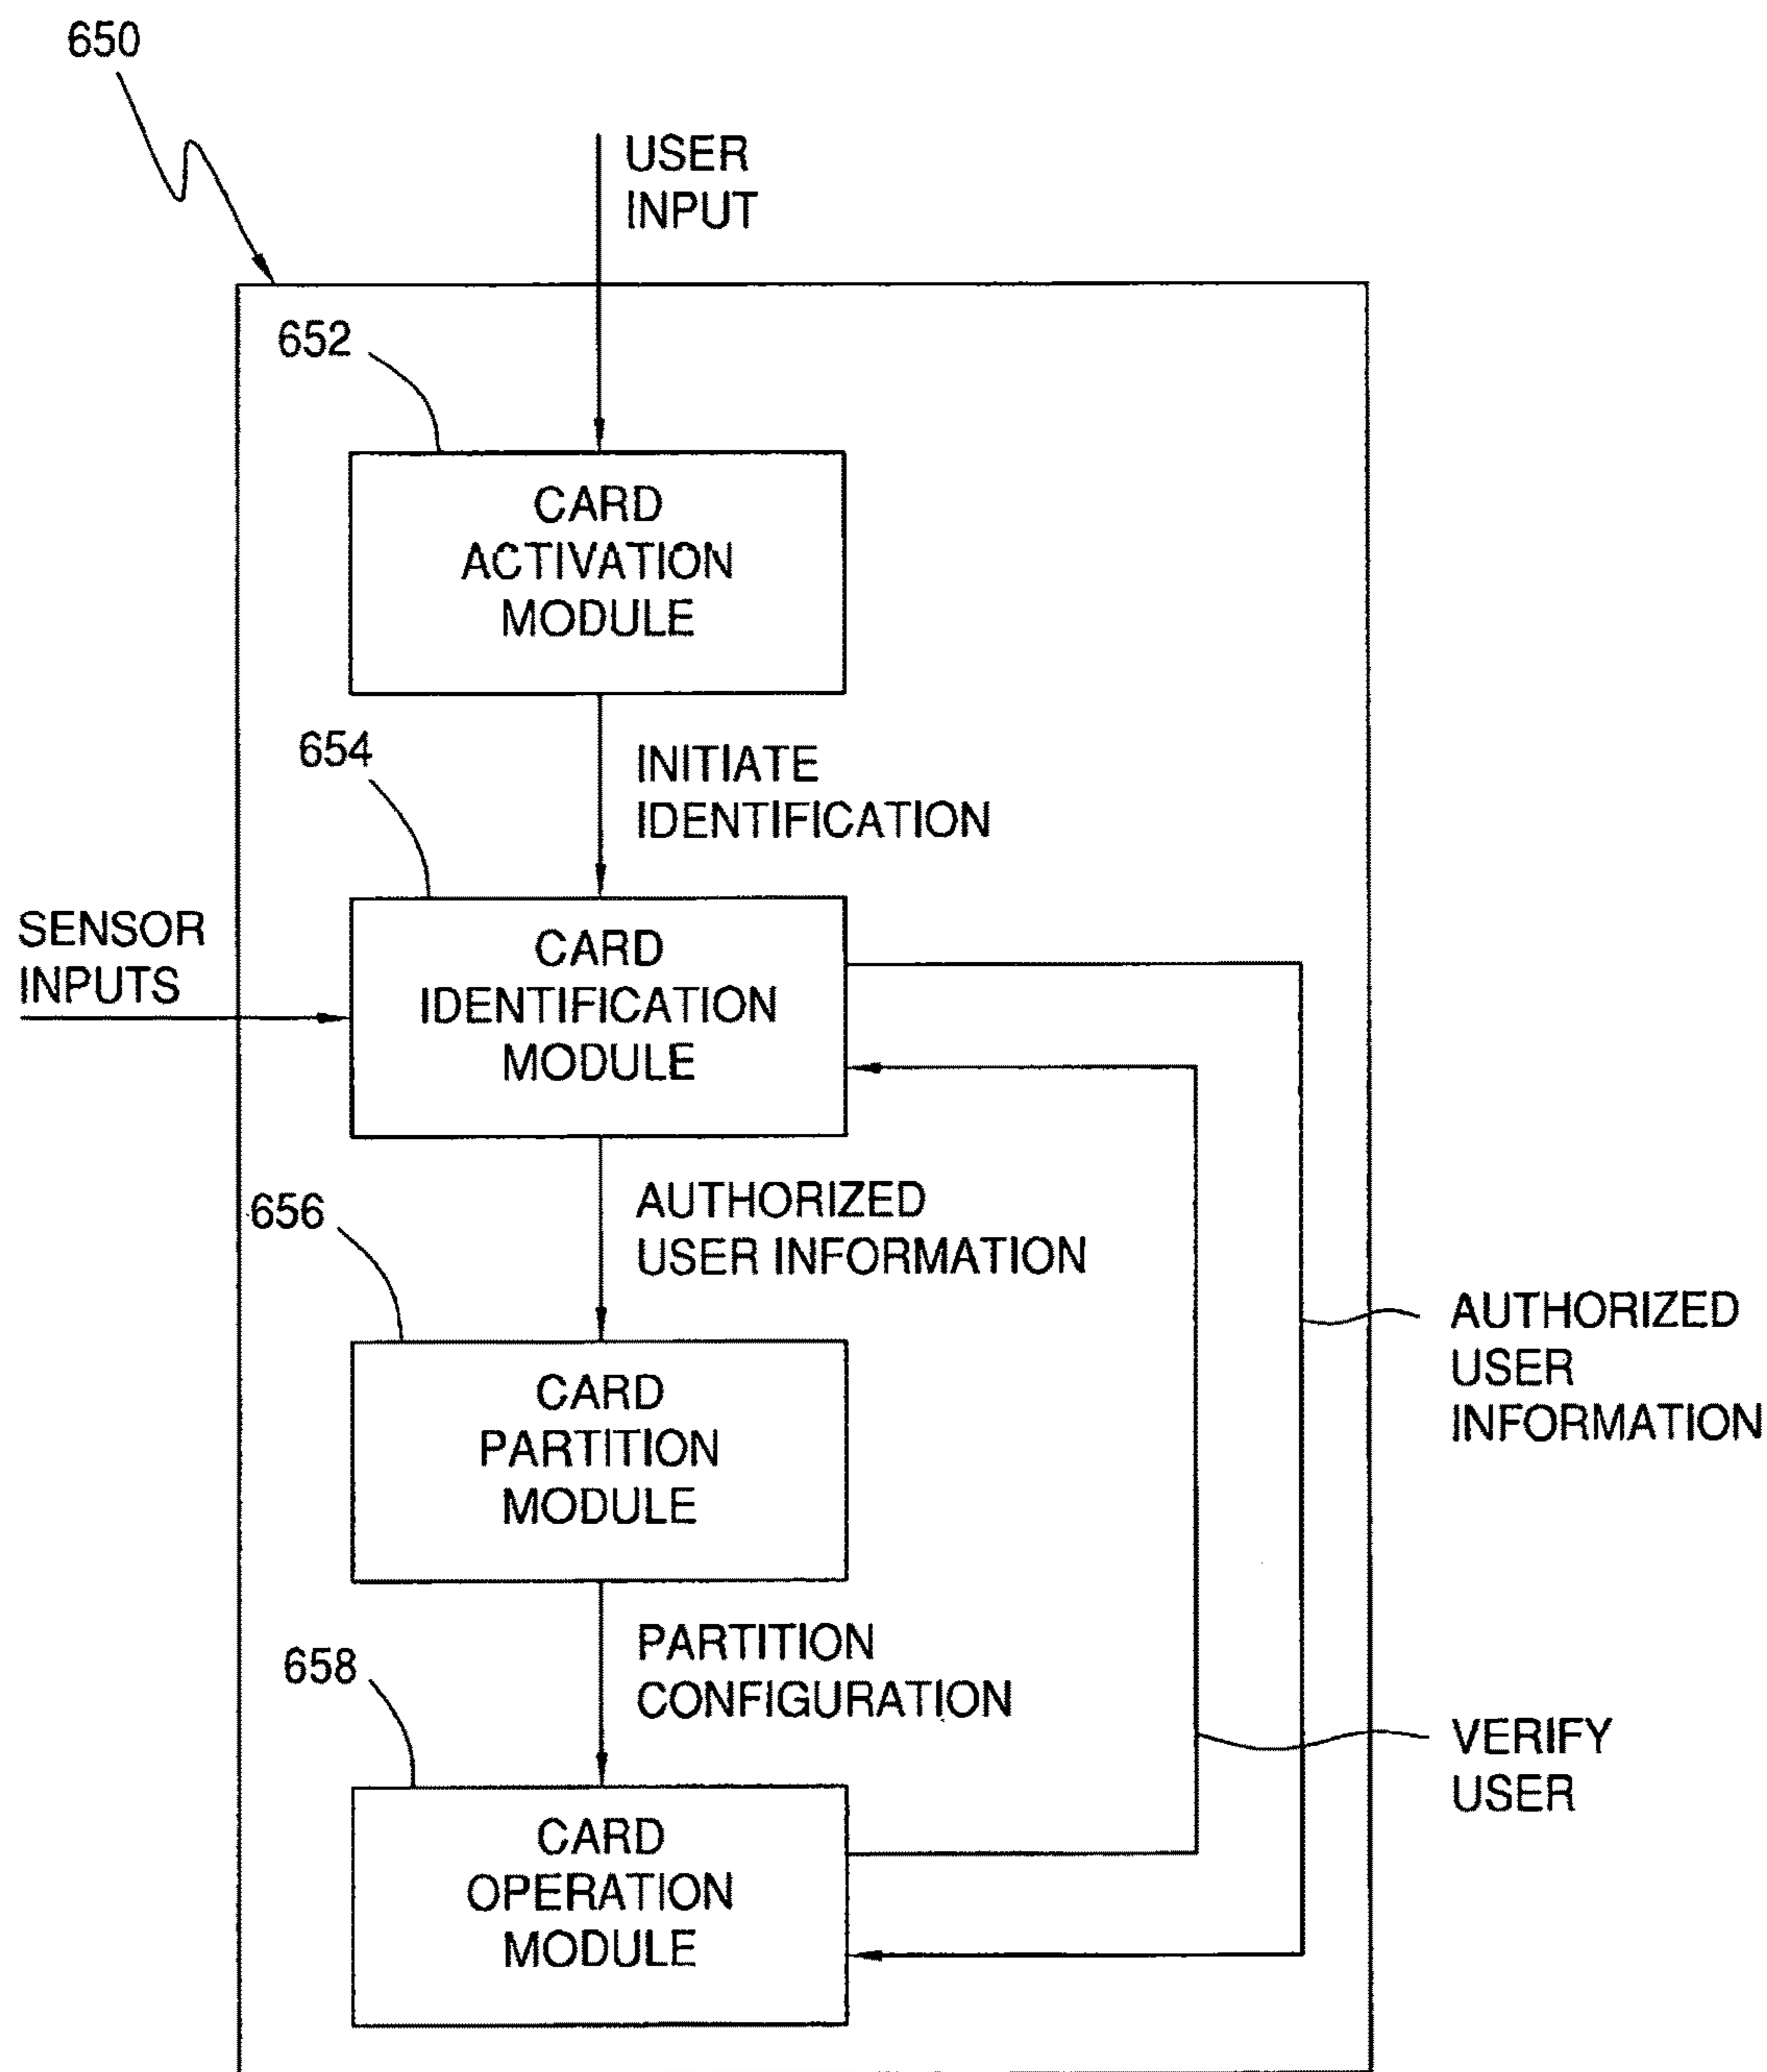 650
USER
INPUT
652
CARD
ACTIVATION
MODULE
654
INITIATE
IDENTIFICATION
SENSOR
INPUTS
CARD
IDENTIFICATION
MODULE
656
AUTHORIZED
USER INFORMATION
AUTHORIZED
USER
INFORMATION
CARD
PARTITION
MODULE
658
PARTITION
CONFIGURATION
VERIFY
USER
CARD
OPERATION
MODULE